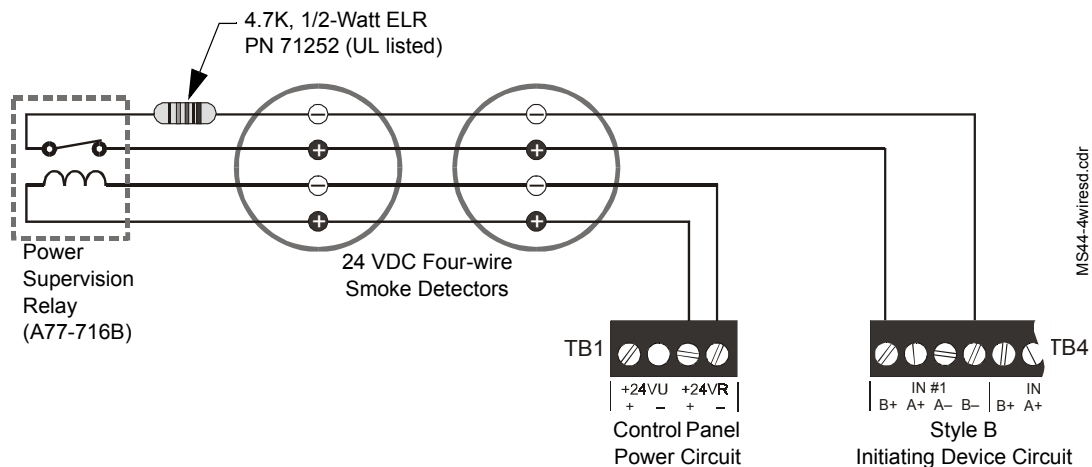 4.7K, 1/2-Watt ELR
PN 71252 (UL listed)
Power
Supervision
Relay
(A77-716B)
24 VDC Four-wire
Smoke Detectors
MS44-4wiresd.cdr
TB1
+24VU +24VR
+ – + –
Control Panel
Power Circuit
TB4
IN #1 IN
B+ A+ A– B– B+ A+
Style B
Initiating Device Circuit